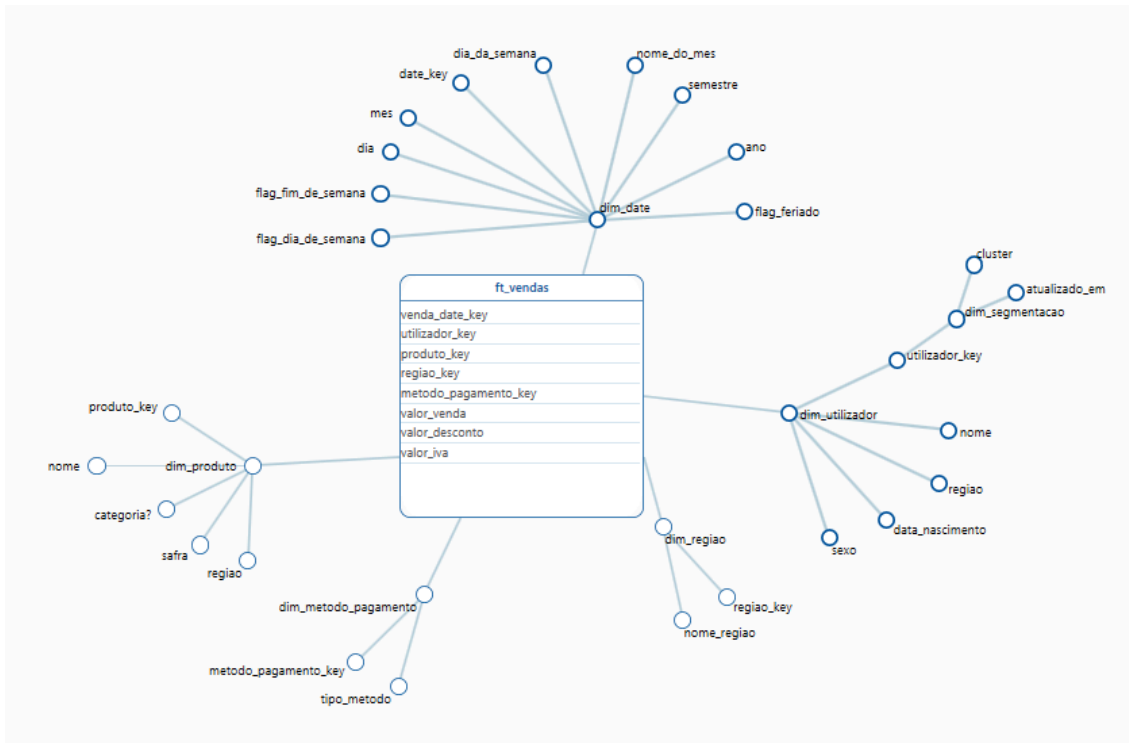 dia_da_semana
nome_do_mes
date_key
semestre
mes
dia
ano
flag_fim_de_semana
dim_date
flag_feriado
flag_dia_de_semana
cluster
atualizado_em
dim_segmentacao
utilizador_key
dim_utilizador
nome
regiao
data_nascimento
sexo
ft_vendas
venda_date_key
utilizador_key
produto_key
regiao_key
metodo_pagamento_key
valor_venda
valor_desconto
valor_iva
produto_key
nome
dim_produto
categoria?
safra
regiao
dim_regiao
regiao_key
nome_regiao
dim_metodo_pagamento
metodo_pagamento_key
tipo_metodo